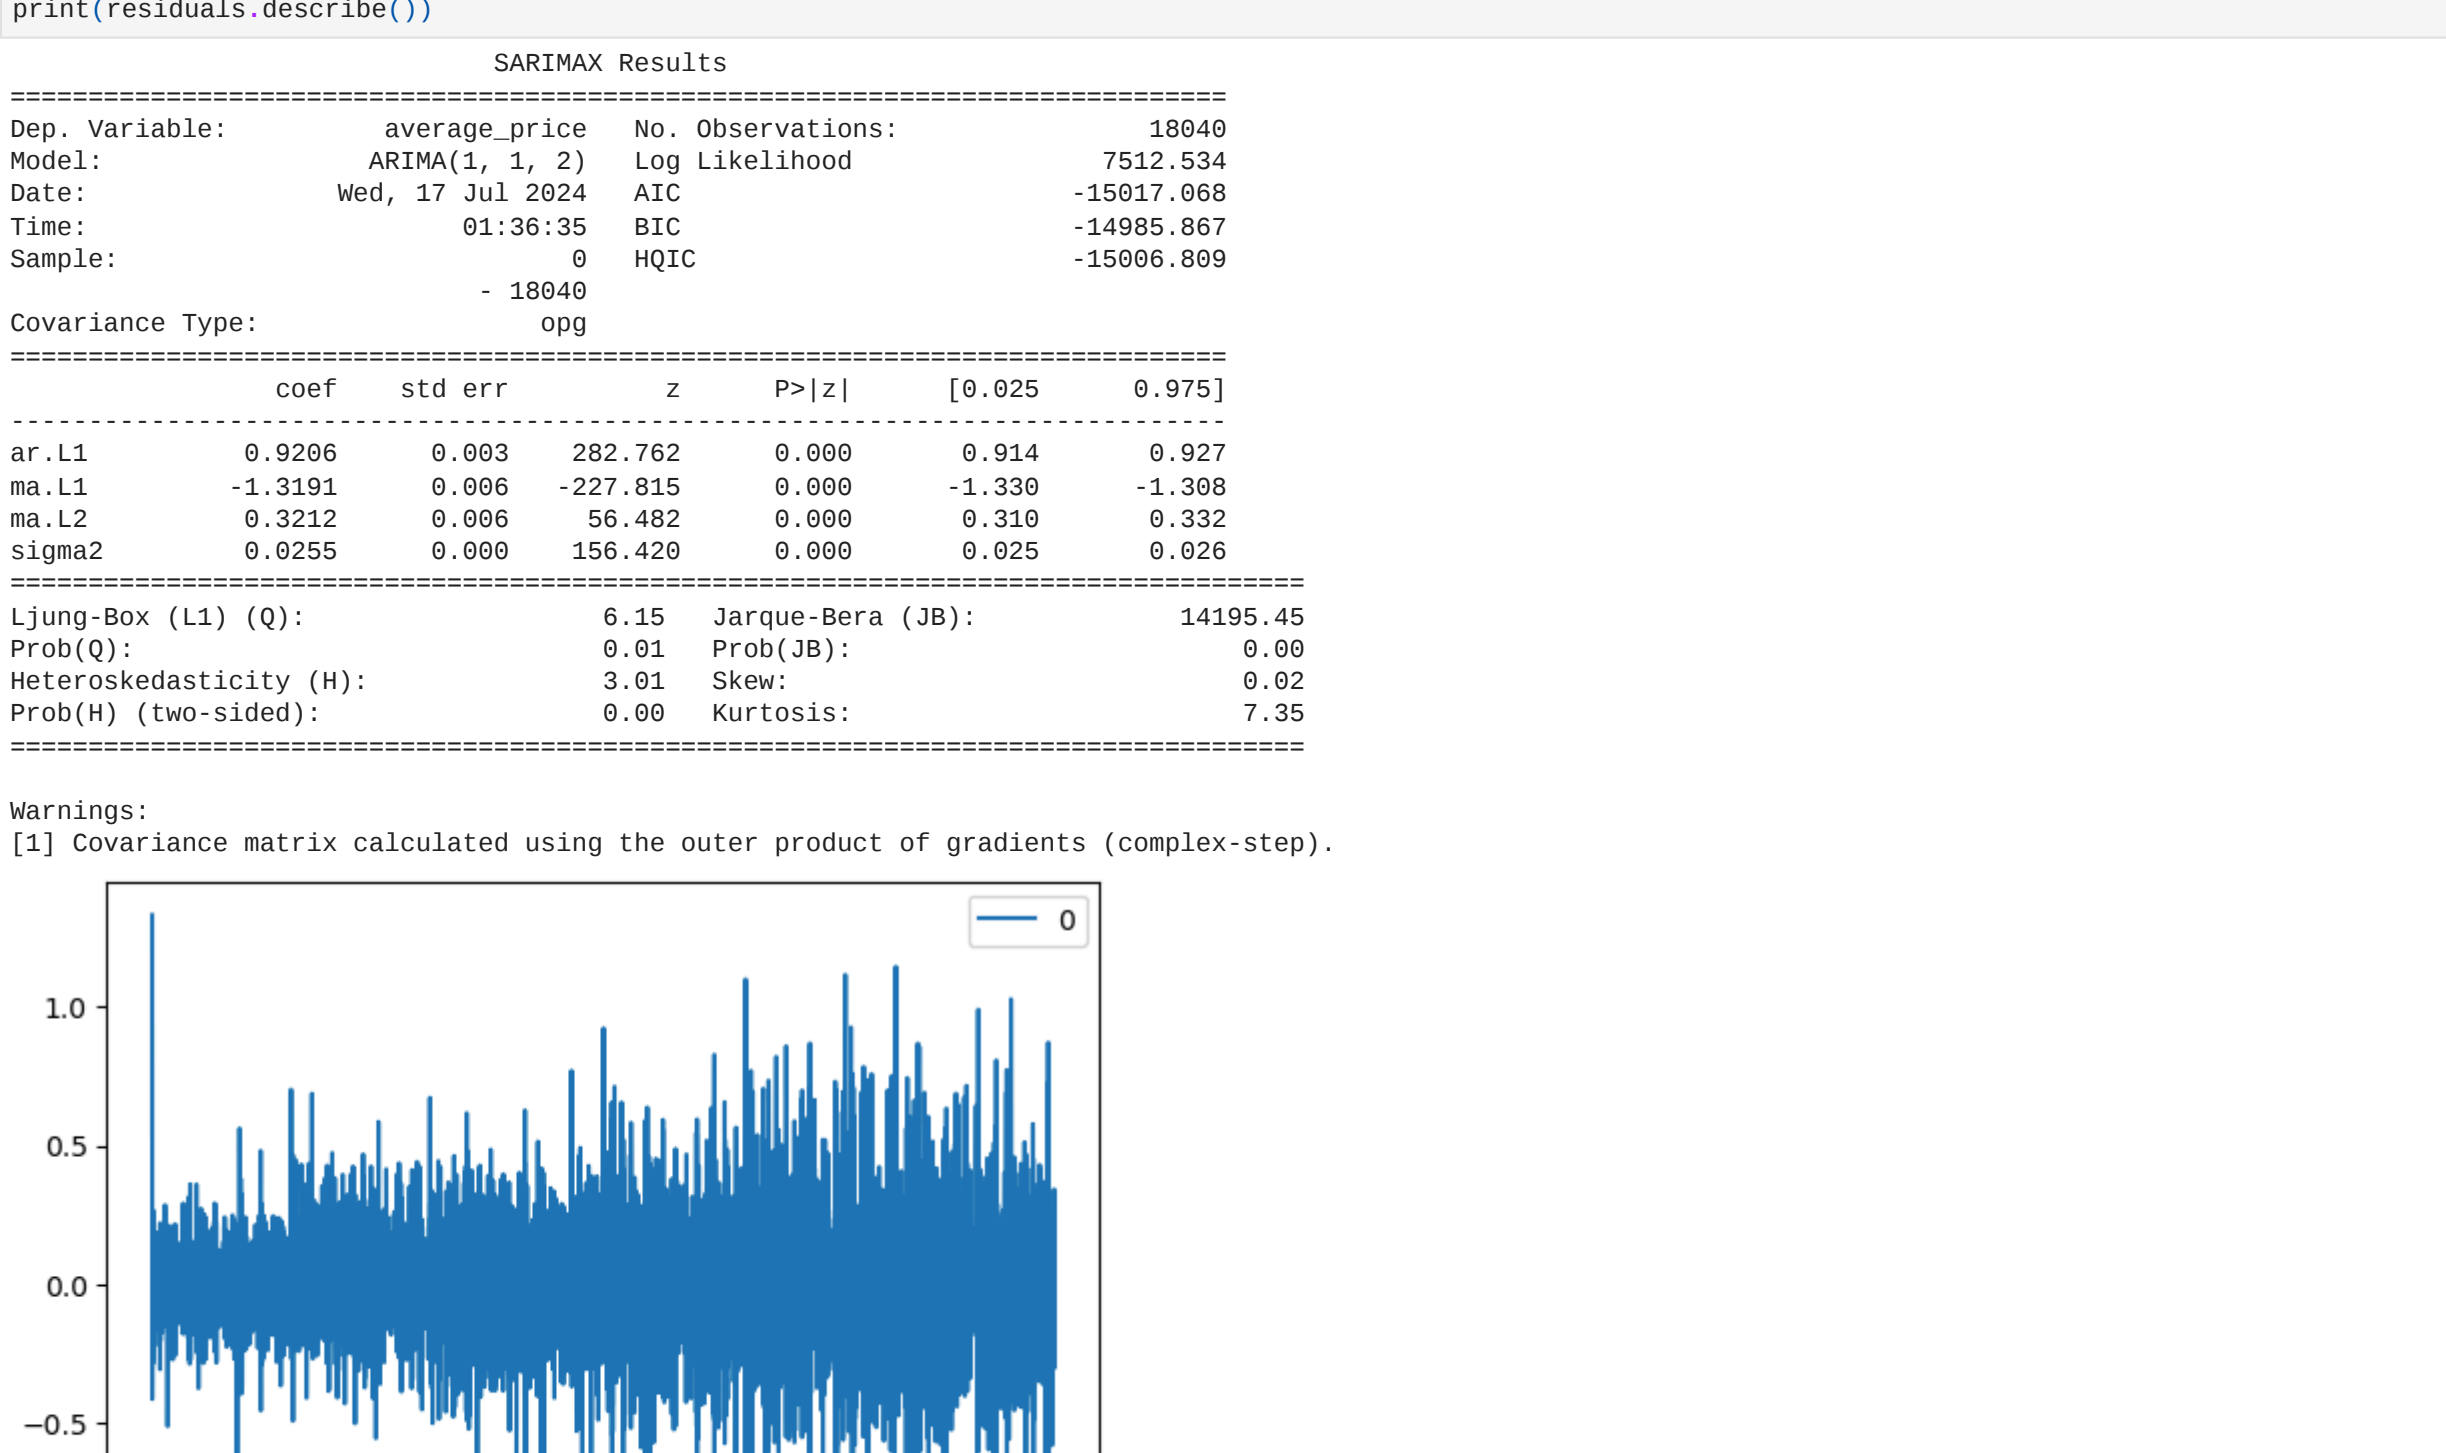 print(residuals.describe())
SARIMAX Results
==============================================================================
Dep. Variable:          average_price   No. Observations:                18040
Model:                 ARIMA(1, 1, 2)   Log Likelihood                7512.534
Date:                Wed, 17 Jul 2024   AIC                         -15017.068
Time:                        01:36:35   BIC                         -14985.867
Sample:                             0   HQIC                        -15006.809
- 18040
Covariance Type:                  opg
==============================================================================
coef    std err          z      P>|z|      [0.025      0.975]
------------------------------------------------------------------------------
ar.L1          0.9206      0.003    282.762      0.000       0.914       0.927
ma.L1         -1.3191      0.006   -227.815      0.000      -1.330      -1.308
ma.L2          0.3212      0.006     56.482      0.000       0.310       0.332
sigma2         0.0255      0.000    156.420      0.000       0.025       0.026
===================================================================================
Ljung-Box (L1) (Q):                   6.15   Jarque-Bera (JB):             14195.45
Prob(Q):                              0.01   Prob(JB):                         0.00
Heteroskedasticity (H):               3.01   Skew:                             0.02
Prob(H) (two-sided):                  0.00   Kurtosis:                         7.35
===================================================================================
Warnings:
[1] Covariance matrix calculated using the outer product of gradients (complex-step).
0
1.0
0.5
0.0
−0.5